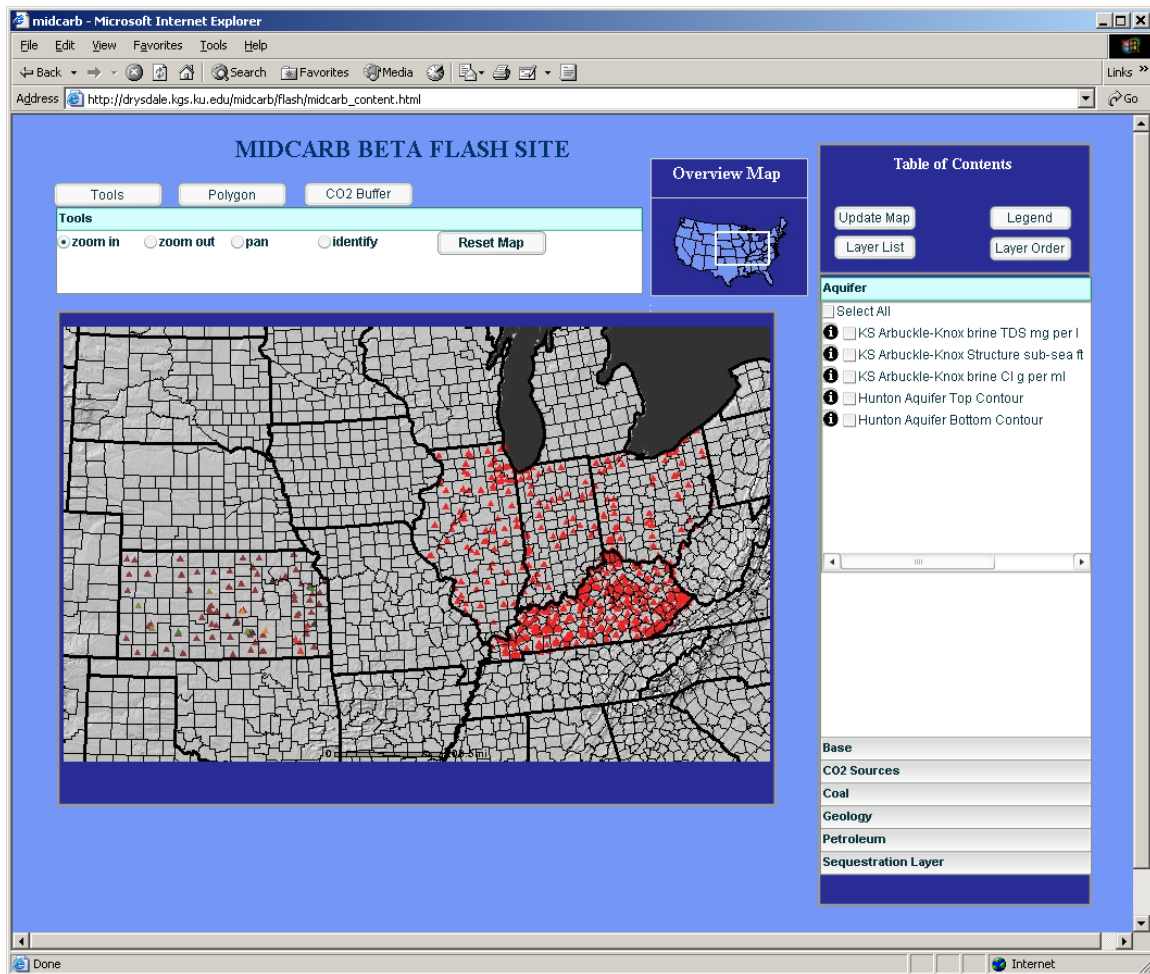 midcarb - Microsoft Internet Explorer
File Edit View Favorites Tools Help
Back Search Favorites Media Links »
Address http://drysdale.kgs.ku.edu/midcarb/flash/midcarb_content.html Go
MIDCARB BETA FLASH SITE
Tools Polygon CO2 Buffer
Tools
zoom in zoom out pan identify Reset Map
Overview Map
Table of Contents
Update Map Legend
Layer List Layer Order
Aquifer
Select All
KS Arbuckle-Knox brine TDS mg per l
KS Arbuckle-Knox Structure sub-sea ft
KS Arbuckle-Knox brine Cl g per ml
Hunton Aquifer Top Contour
Hunton Aquifer Bottom Contour
Base
CO2 Sources
Coal
Geology
Petroleum
Sequestration Layer
Done Internet